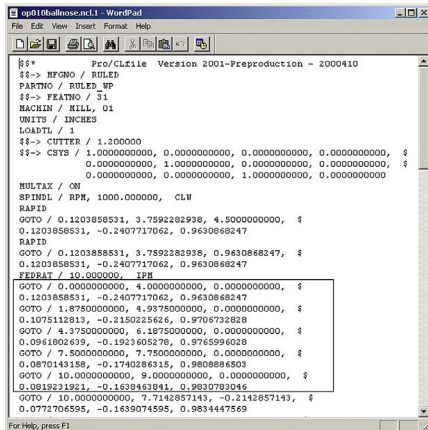 op010ballnose.ncl.1 - WordPad
File Edit View Insert Format Help
$$*          Pro/CLfile  Version 2001-Preproduction - 2000410
$$-> MFGNO / RULED
PARTNO / RULED_WP
$$-> FEATNO / 31
MACHIN / MILL, 01
UNITS / INCHES
LOADTL / 1
$$-> CUTTER / 1.200000
$$-> CSYS / 1.0000000000, 0.0000000000, 0.0000000000, 0.0000000000,  $
0.0000000000, 1.0000000000, 0.0000000000, 0.0000000000,  $
0.0000000000, 0.0000000000, 1.0000000000, 0.0000000000
MULTAX / ON
SPINDL / RPM, 1000.000000,  CLW
RAPID
GOTO / 0.1203858531, 3.7592282938, 4.5000000000,  $
0.1203858531, -0.2407717062, 0.9630868247
RAPID
GOTO / 0.1203858531, 3.7592282938, 0.9630868247,  $
0.1203858531, -0.2407717062, 0.9630868247
FEDRAT / 10.000000,  IPM
GOTO / 0.0000000000, 4.0000000000, 0.0000000000,  $
0.1203858531, -0.2407717062, 0.9630868247
GOTO / 1.8750000000, 4.9375000000, 0.0000000000,  $
0.1075112813, -0.2150225626, 0.9706732828
GOTO / 4.3750000000, 6.1875000000, 0.0000000000,  $
0.0961802639, -0.1923605278, 0.9765996028
GOTO / 7.5000000000, 7.7500000000, 0.0000000000,  $
0.0870143158, -0.1740286315, 0.9808886503
GOTO / 10.0000000000, 9.0000000000, 0.0000000000,  $
0.0819231921, -0.1638463841, 0.9830783046
GOTO / 10.0000000000, 7.7142857143, -0.2142857143,  $
0.0772706595, -0.1639074595, 0.9834447569
For Help, press F1